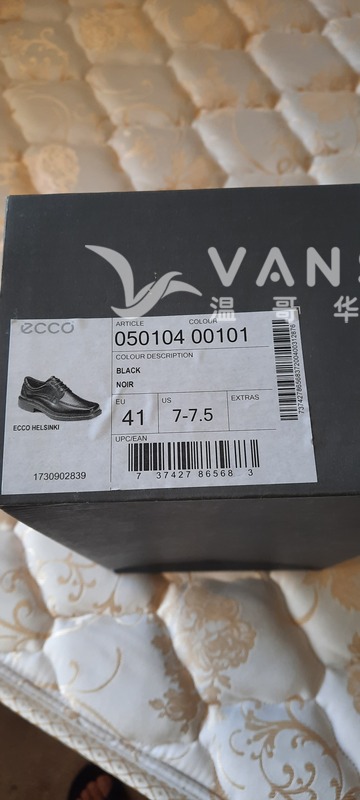 VANS
温哥华
ecco
ARTICLE COLOUR
050104 00101
COLOUR DESCRIPTION
BLACK
NOIR
ECCO HELSINKI
EU US EXTRAS
41 7-7.5
UPC/EAN
7 37427 86568 3
1730902839